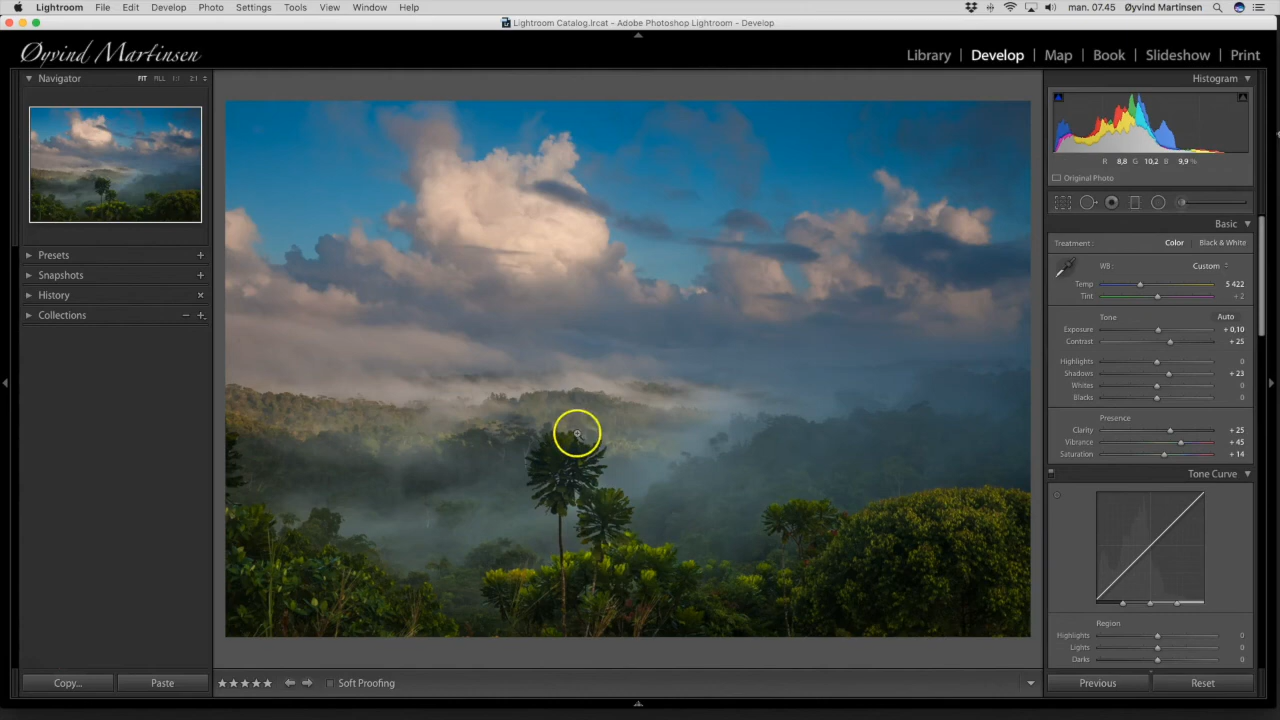 Lightroom File Edit Develop Photo Settings Tools View Window Help man. 07.45 Øyvind Martinsen
Lightroom Catalog.lrcat - Adobe Photoshop Lightroom - Develop
Øyvind Martinsen
Library | Develop | Map | Book | Slideshow | Print
Navigator FIT FILL 1:1 2:1
Presets
Snapshots
History
Collections
Copy... Paste
Soft Proofing
Histogram
R 8,8 G 10,2 B 9,9 %
Original Photo
Basic
Treatment: Color Black & White
WB: Custom
Temp 5 422
Tint + 2
Tone Auto
Exposure + 0,10
Contrast + 25
Highlights 0
Shadows + 23
Whites 0
Blacks 0
Presence
Clarity + 25
Vibrance + 45
Saturation + 14
Tone Curve
Region
Highlights 0
Lights 0
Darks 0
Previous Reset